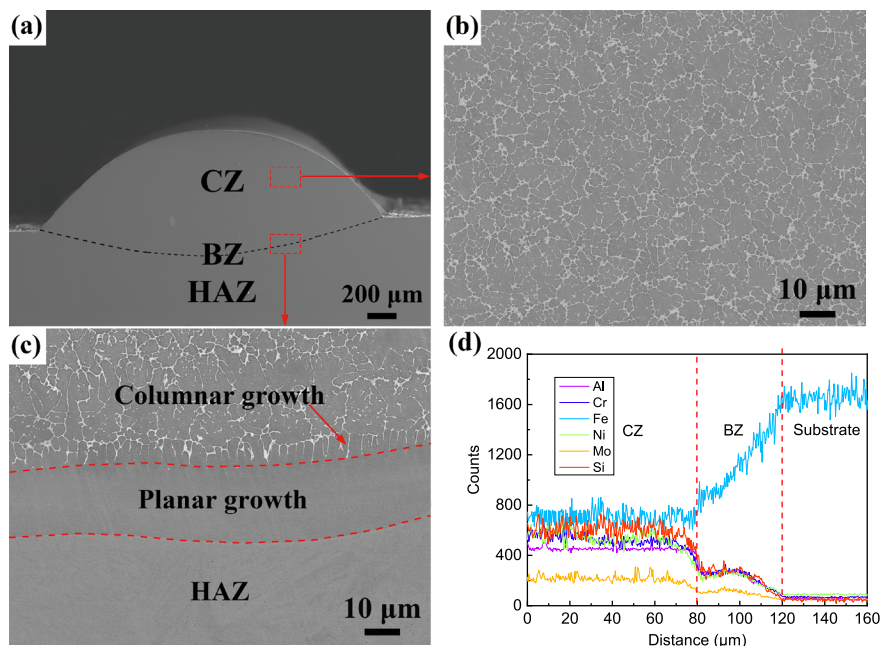 (a)
CZ
BZ
HAZ
200 μm
(b)
10 μm
(c)
Columnar growth
Planar growth
HAZ
10 μm
(d)
2000
1600
1200
800
400
0
Counts
Al
Cr
Fe
Ni
Mo
Si
CZ
BZ
Substrate
0 20 40 60 80 100 120 140 160
Distance (μm)